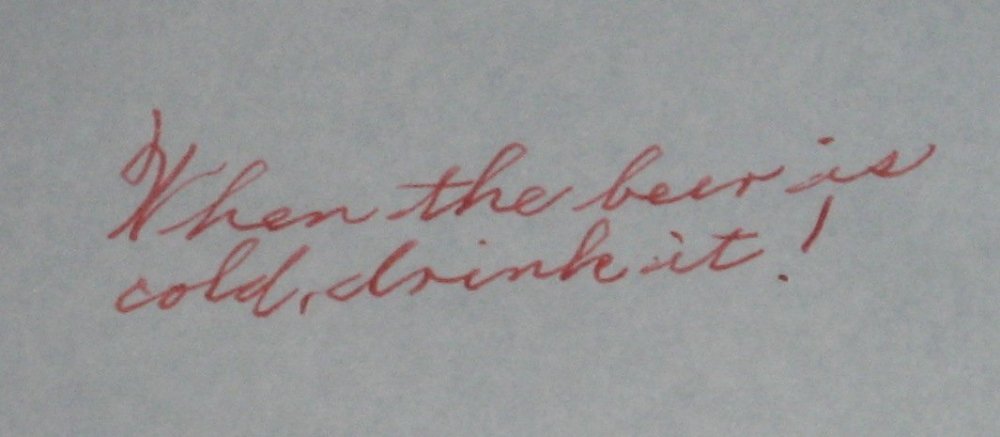 When the beer is
cold, drink it!